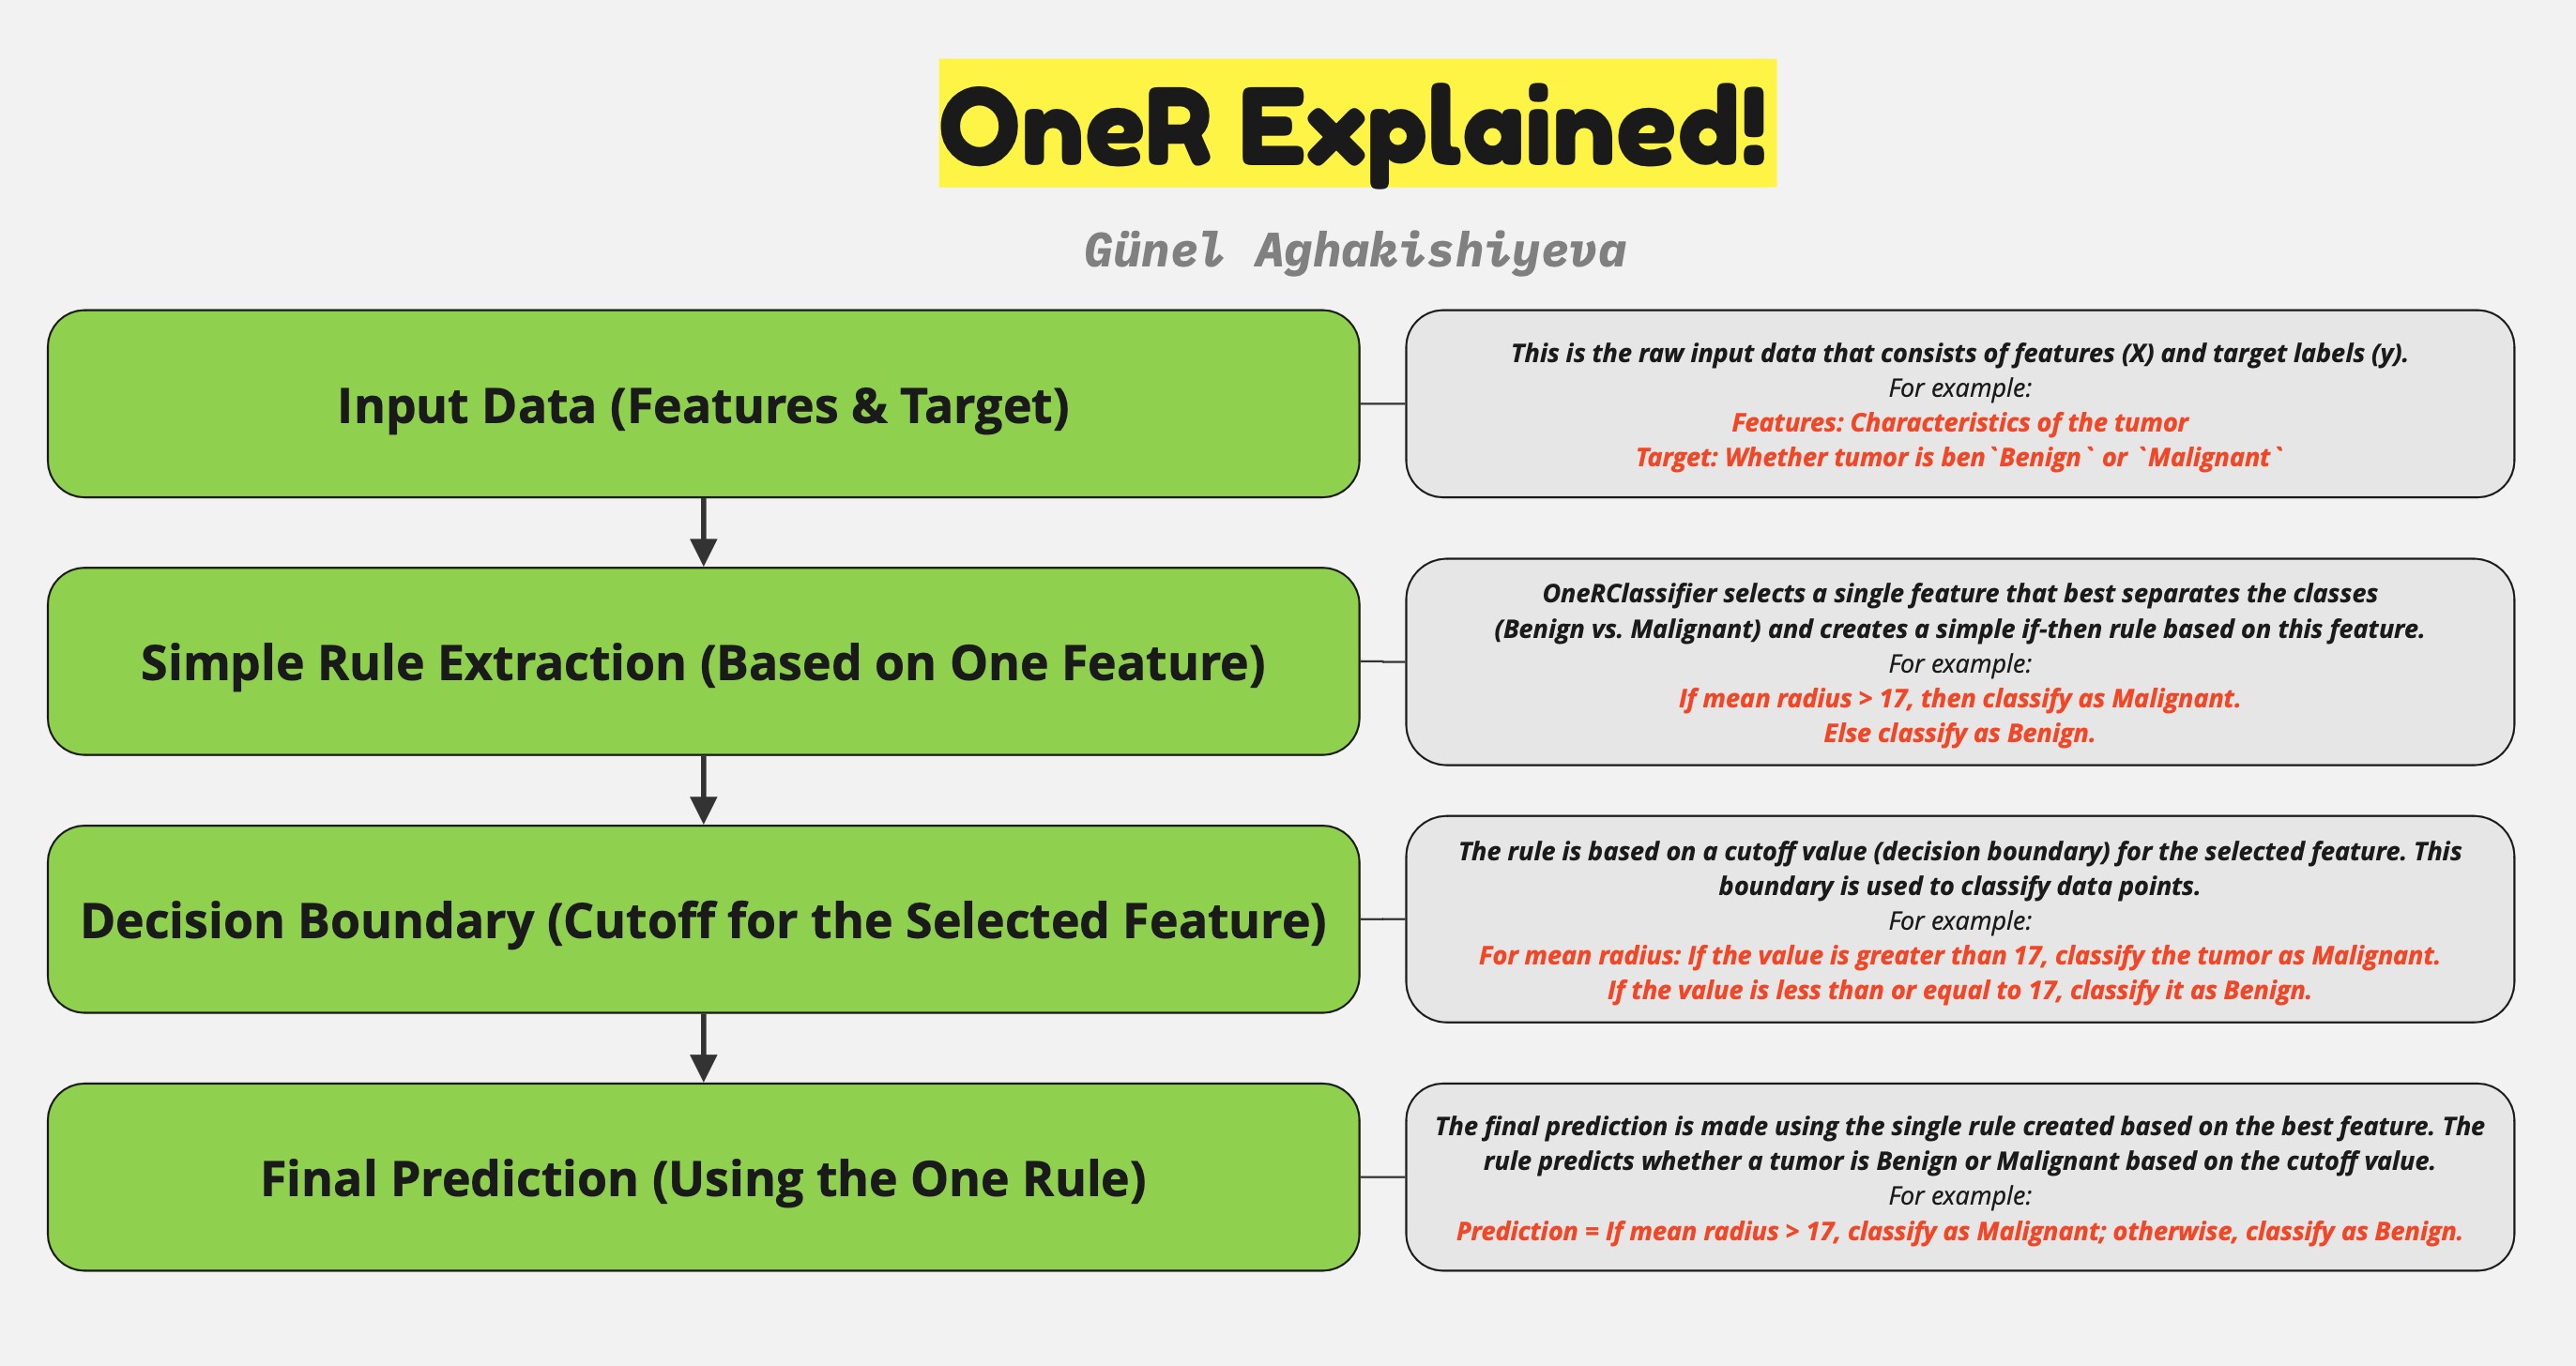 OneR Explained!
Günel Aghakishiyeva
Input Data (Features & Target)
This is the raw input data that consists of features (X) and target labels (y).
For example:
Features: Characteristics of the tumor
Target: Whether tumor is ben`Benign` or `Malignant`
Simple Rule Extraction (Based on One Feature)
OneRClassifier selects a single feature that best separates the classes
(Benign vs. Malignant) and creates a simple if-then rule based on this feature.
For example:
If mean radius > 17, then classify as Malignant.
Else classify as Benign.
Decision Boundary (Cutoff for the Selected Feature)
The rule is based on a cutoff value (decision boundary) for the selected feature. This
boundary is used to classify data points.
For example:
For mean radius: If the value is greater than 17, classify the tumor as Malignant.
If the value is less than or equal to 17, classify it as Benign.
Final Prediction (Using the One Rule)
The final prediction is made using the single rule created based on the best feature. The
rule predicts whether a tumor is Benign or Malignant based on the cutoff value.
For example:
Prediction = If mean radius > 17, classify as Malignant; otherwise, classify as Benign.